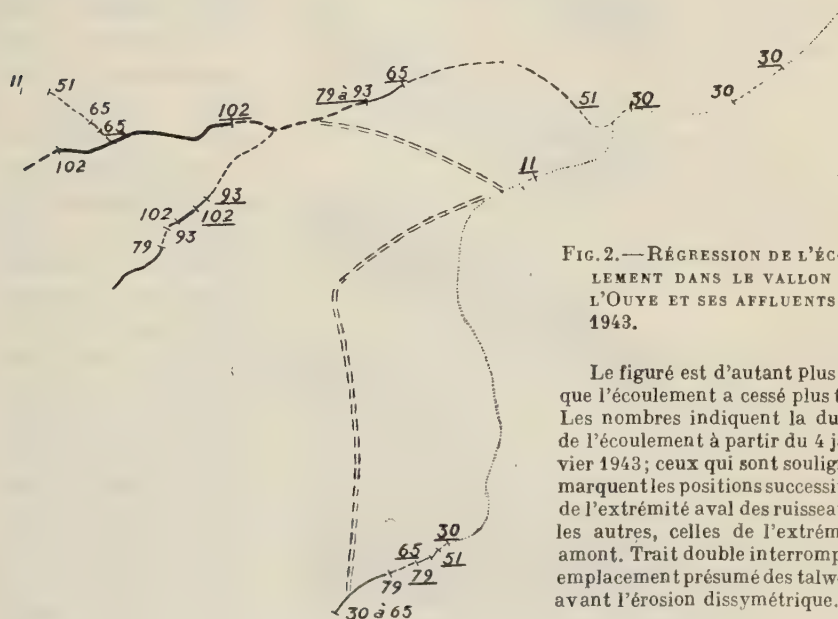 30
65
11
51
79 à 93
65
51
30
30
65
102
102
11
93
102
102
93
79
FIG. 2.—RÉGRESSION DE L'ÉC
LEMENT DANS LE VALLON
L'OUYE ET SES AFFLUENTS
1943.
Le figuré est d'autant plus
que l'écoulement a cessé plus t
Les nombres indiquent la du
de l'écoulement à partir du 4 j
vier 1943; ceux qui sont soulig
marquent les positions successi
de l'extrémité aval des ruissea
les autres, celles de l'extrém
amont. Trait double interromp
emplacement présumé des talw
avant l'érosion dissymétrique.
30
65
51
79
79
30 à 65